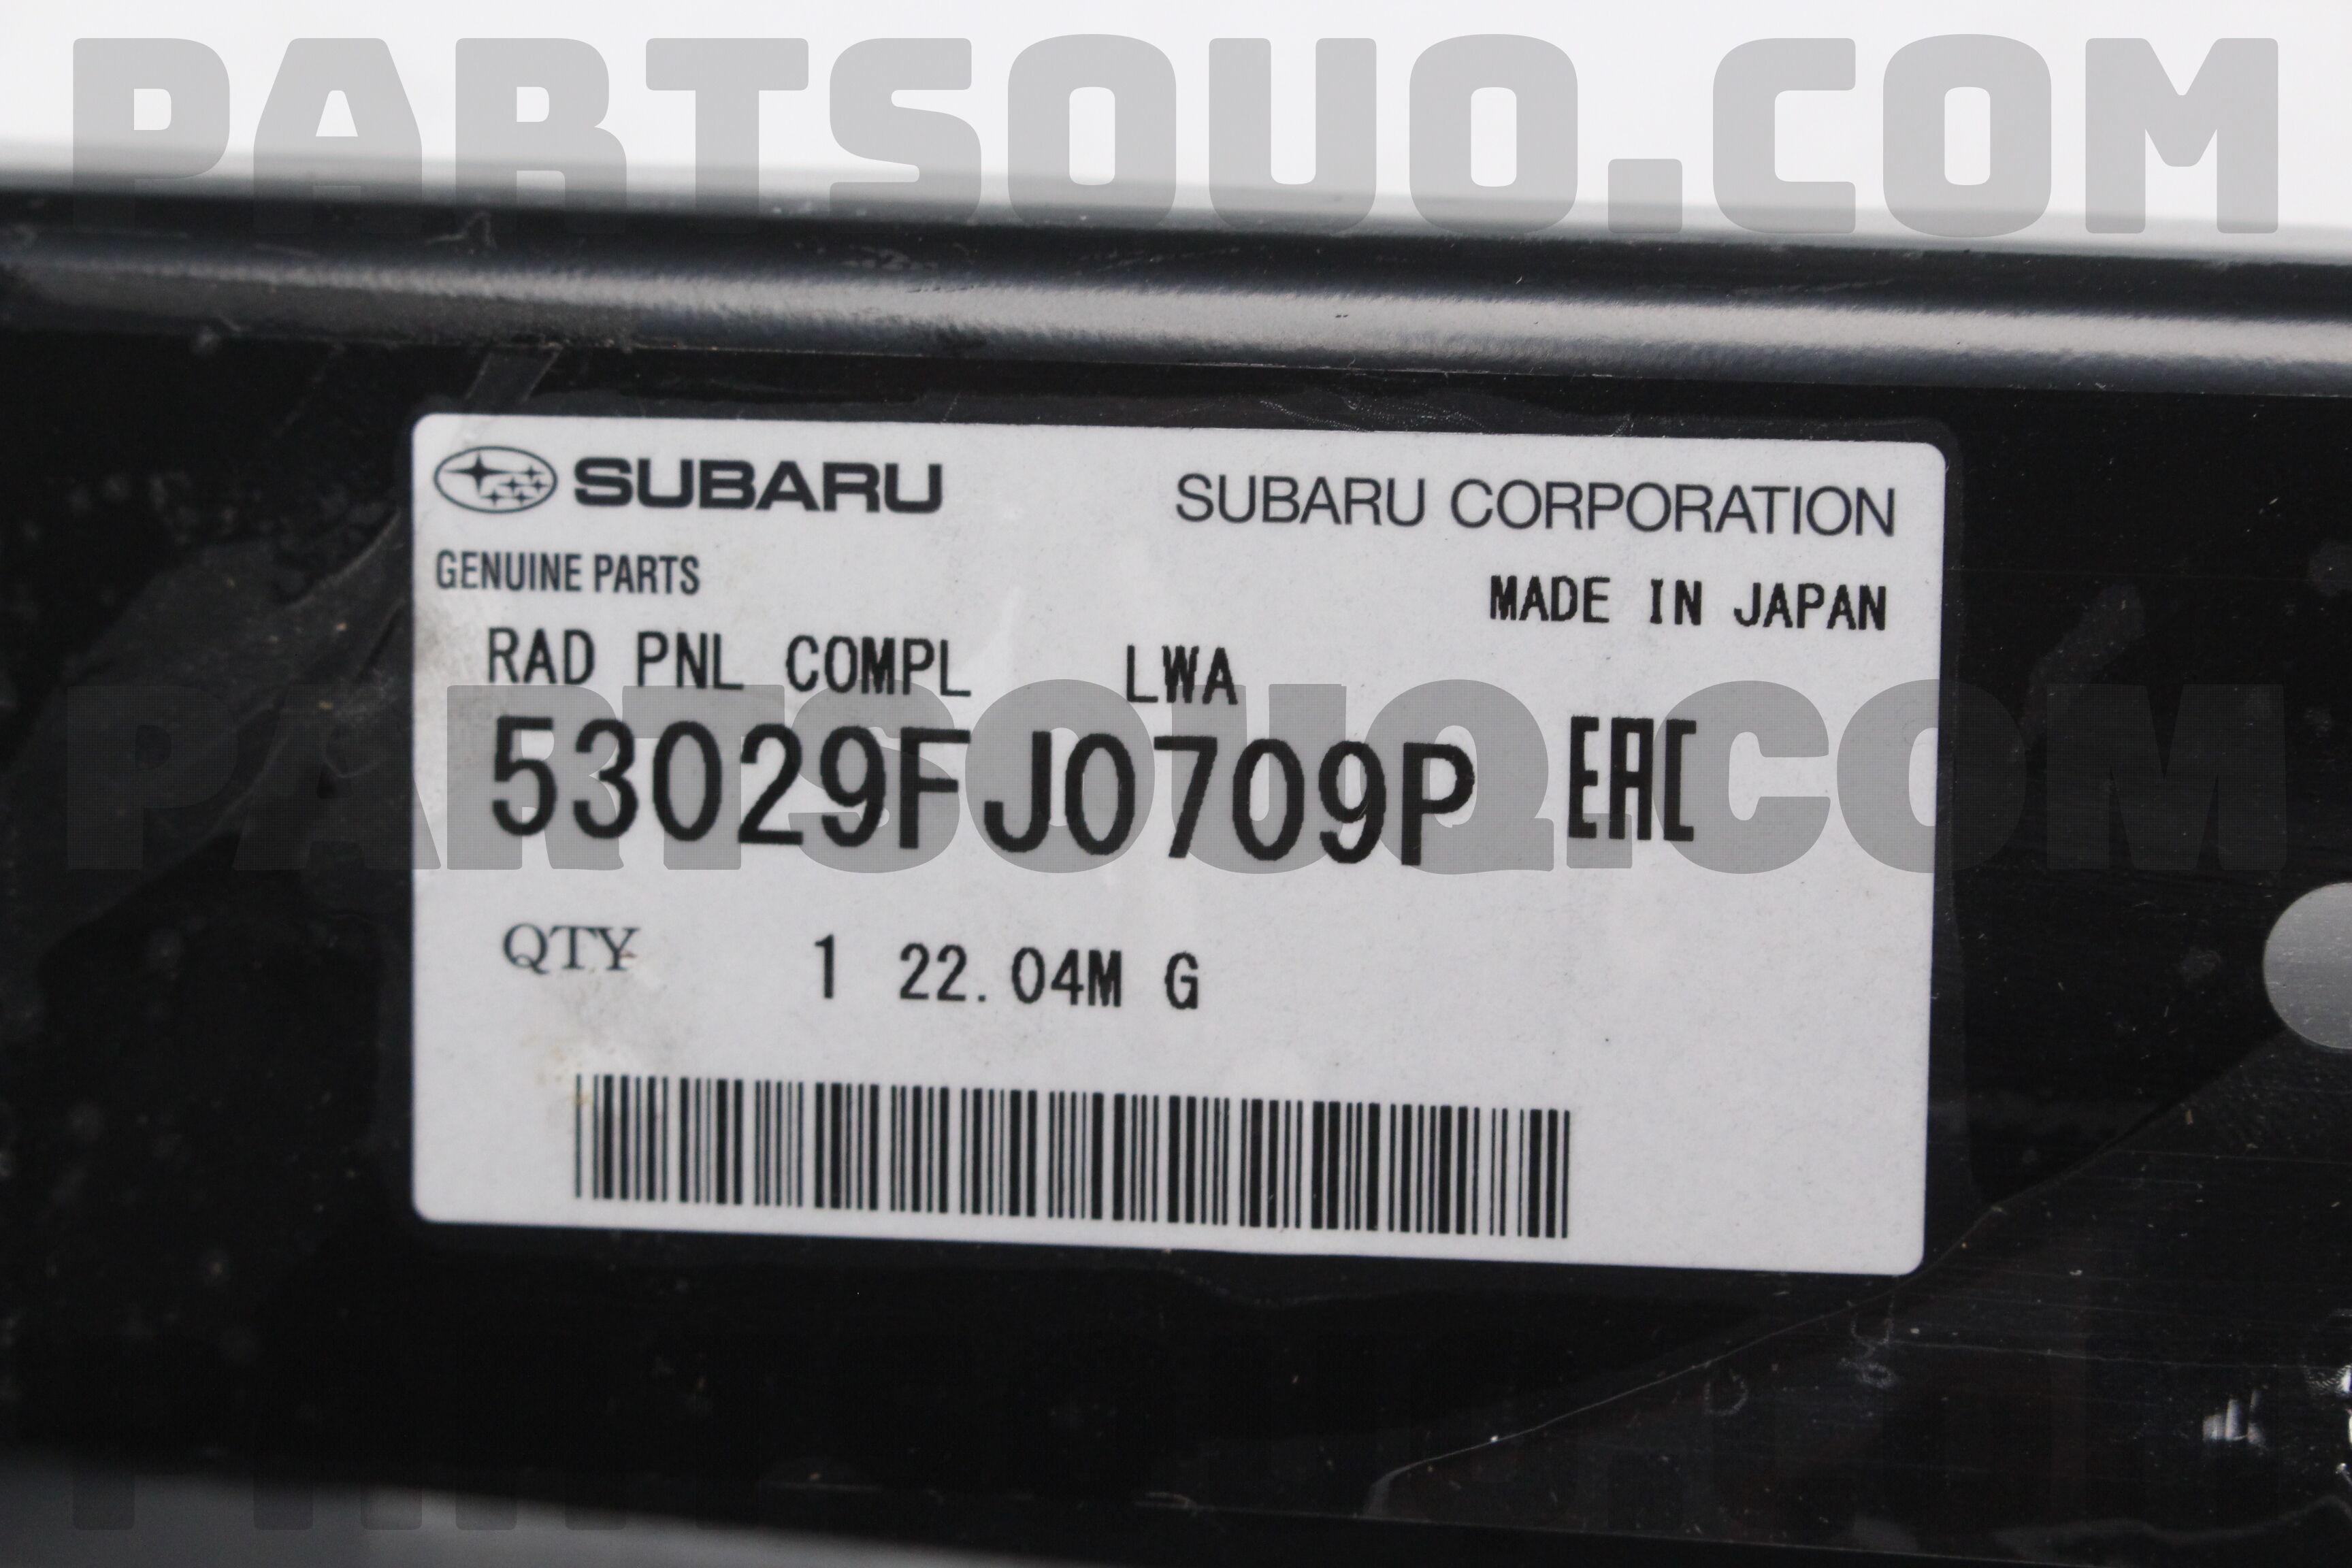 PARTSOUQ.COM
SUBARU SUBARU CORPORATION
GENUINE PARTS MADE IN JAPAN
RAD PNL COMPL LWA
53029FJ0709P EAC
PARTSOUQ.COM
QTY 1 22.04M G